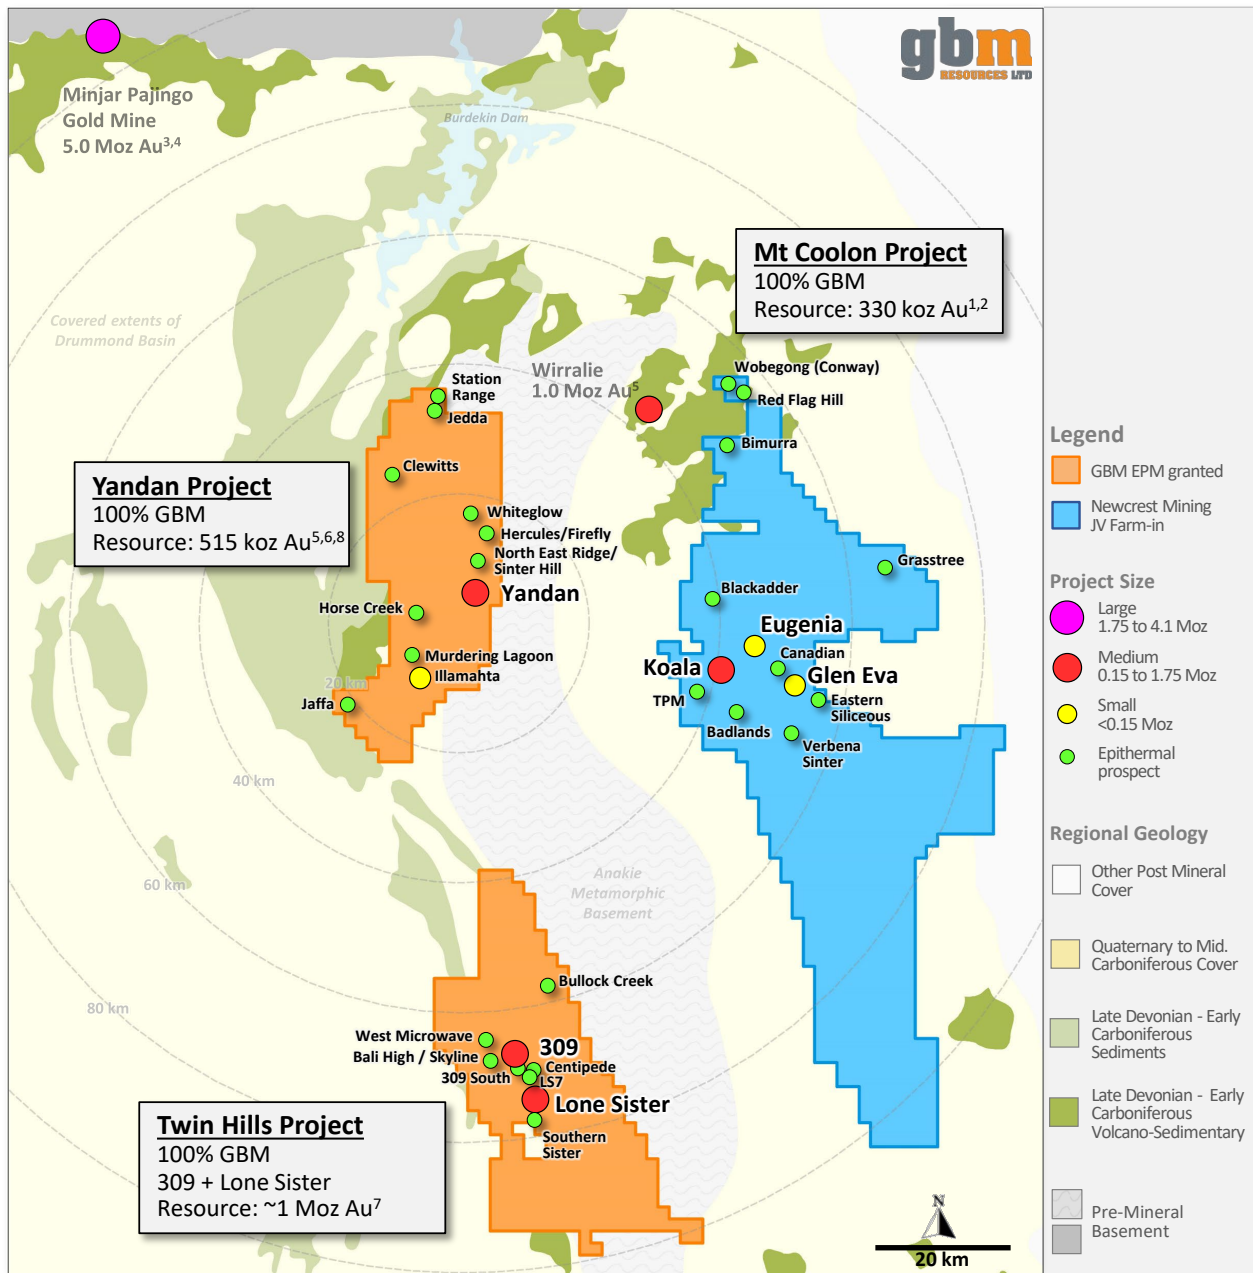 gbm
RESOURCES LTD
Minjar Pajingo
Gold Mine
5.0 Moz Au3,4
Burdekin Dam
Mt Coolon Project
100% GBM
Resource: 330 koz Au1,2
Covered extents of
Drummond Basin
Wirralie
1.0 Moz Au5
Wobegong (Conway)
Red Flag Hill
Bimurra
Station
Range
Jedda
Clewitts
Yandan Project
100% GBM
Resource: 515 koz Au5,6,8
Whiteglow
Hercules/Firefly
North East Ridge/
Sinter Hill
Yandan
Horse Creek
Murdering Lagoon
Illamahta
20 km
Jaffa
Grasstree
Blackadder
Eugenia
Canadian
Koala
Glen Eva
TPM
Eastern
Siliceous
Badlands
Verbena
Sinter
40 km
60 km
80 km
Anakie
Metamorphic
Basement
Bullock Creek
West Microwave
309
Bali High / Skyline
Centipede
309 South
LS7
Lone Sister
Southern
Sister
Twin Hills Project
100% GBM
309 + Lone Sister
Resource: ~1 Moz Au7
N
20 km
Legend
GBM EPM granted
Newcrest Mining
JV Farm-in
Project Size
Large
1.75 to 4.1 Moz
Medium
0.15 to 1.75 Moz
Small
<0.15 Moz
Epithermal
prospect
Regional Geology
Other Post Mineral
Cover
Quaternary to Mid.
Carboniferous Cover
Late Devonian - Early
Carboniferous
Sediments
Late Devonian - Early
Carboniferous
Volcano-Sedimentary
Pre-Mineral
Basement